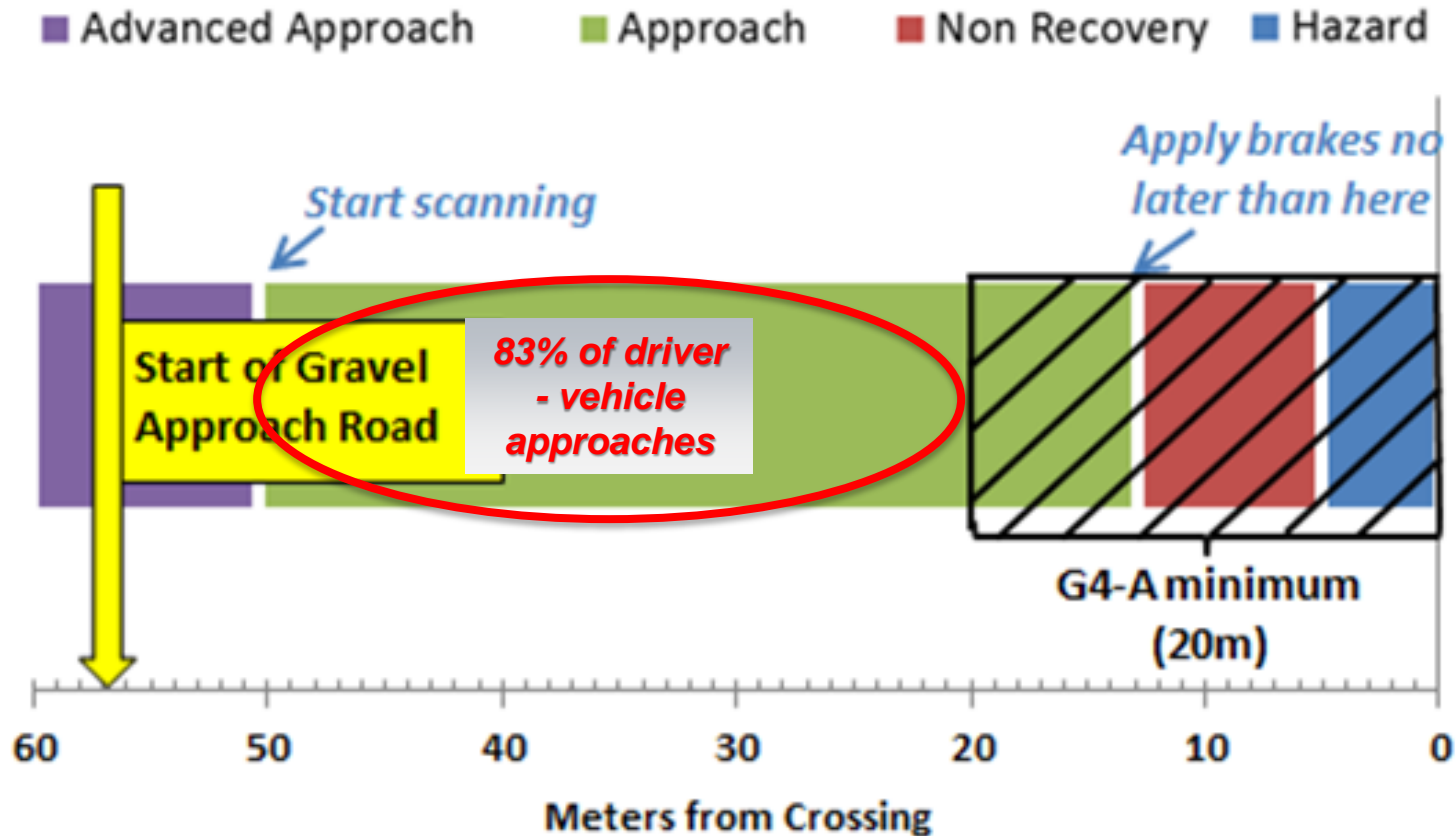 Advanced Approach Approach Non Recovery Hazard
Apply brakes no
later than here
Start scanning
Start of Gravel
Approach Road
83% of driver
- vehicle
approaches
G4-A minimum
(20m)
60 50 40 30 20 10 0
Meters from Crossing